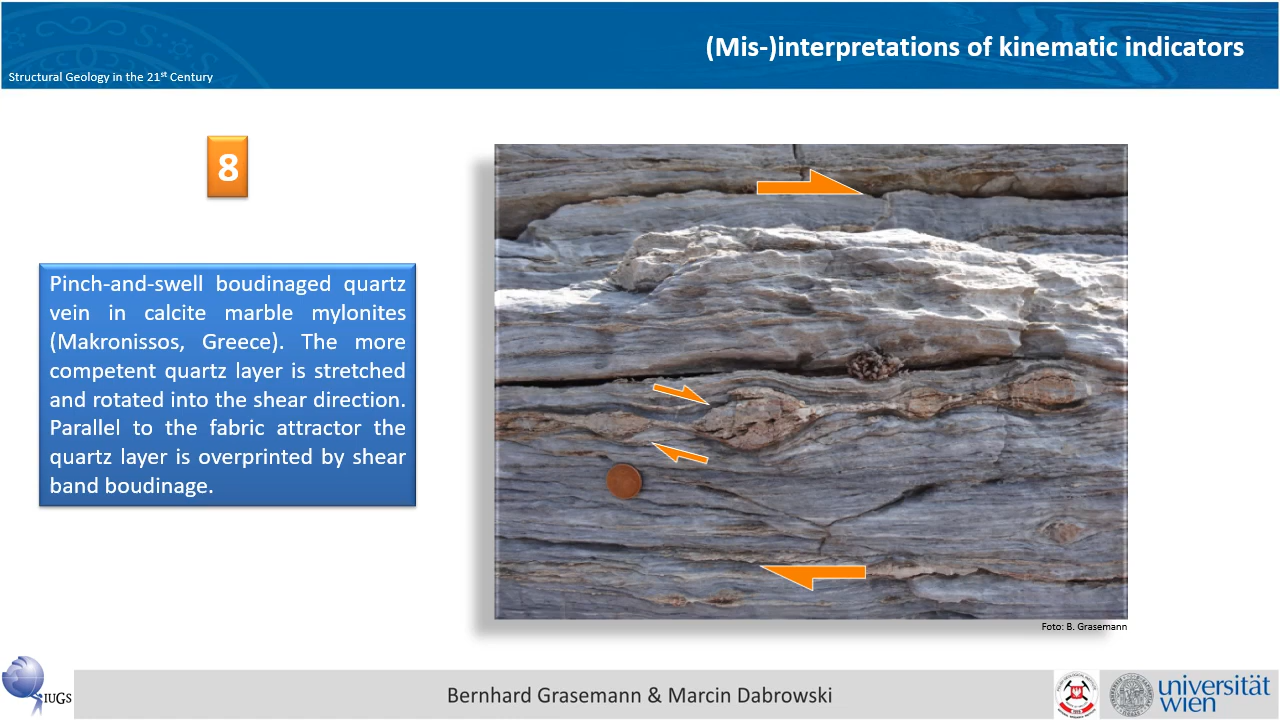 (Mis-)interpretations of kinematic indicators
Structural Geology in the 21st Century
8
Pinch-and-swell boudinaged quartz
vein in calcite marble mylonites
(Makronissos, Greece). The more
competent quartz layer is stretched
and rotated into the shear direction.
Parallel to the fabric attractor the
quartz layer is overprinted by shear
band boudinage.
Foto: B. Grasemann
IUGS
Bernhard Grasemann & Marcin Dabrowski
universität
wien